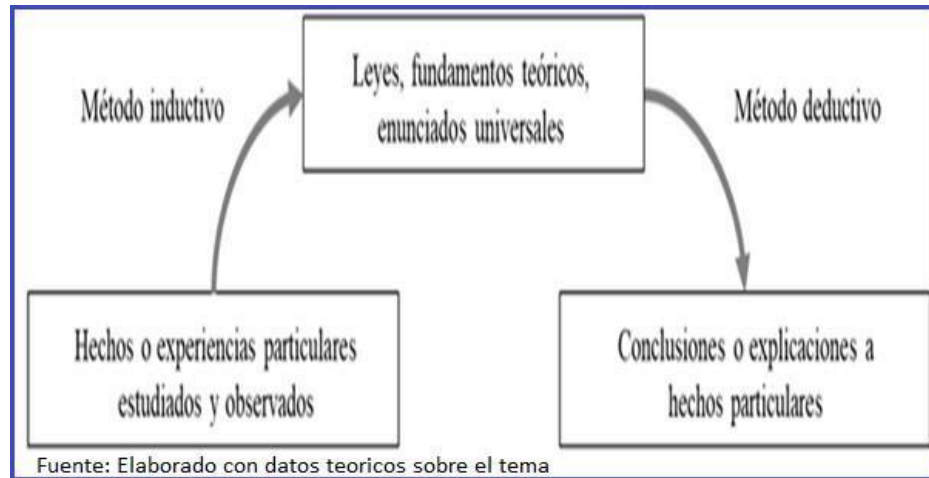 Leyes, fundamentos teóricos,
enunciados universales
Método inductivo
Método deductivo
Hechos o experiencias particulares
estudiados y observados
Conclusiones o explicaciones a
hechos particulares
Fuente: Elaborado con datos teoricos sobre el tema